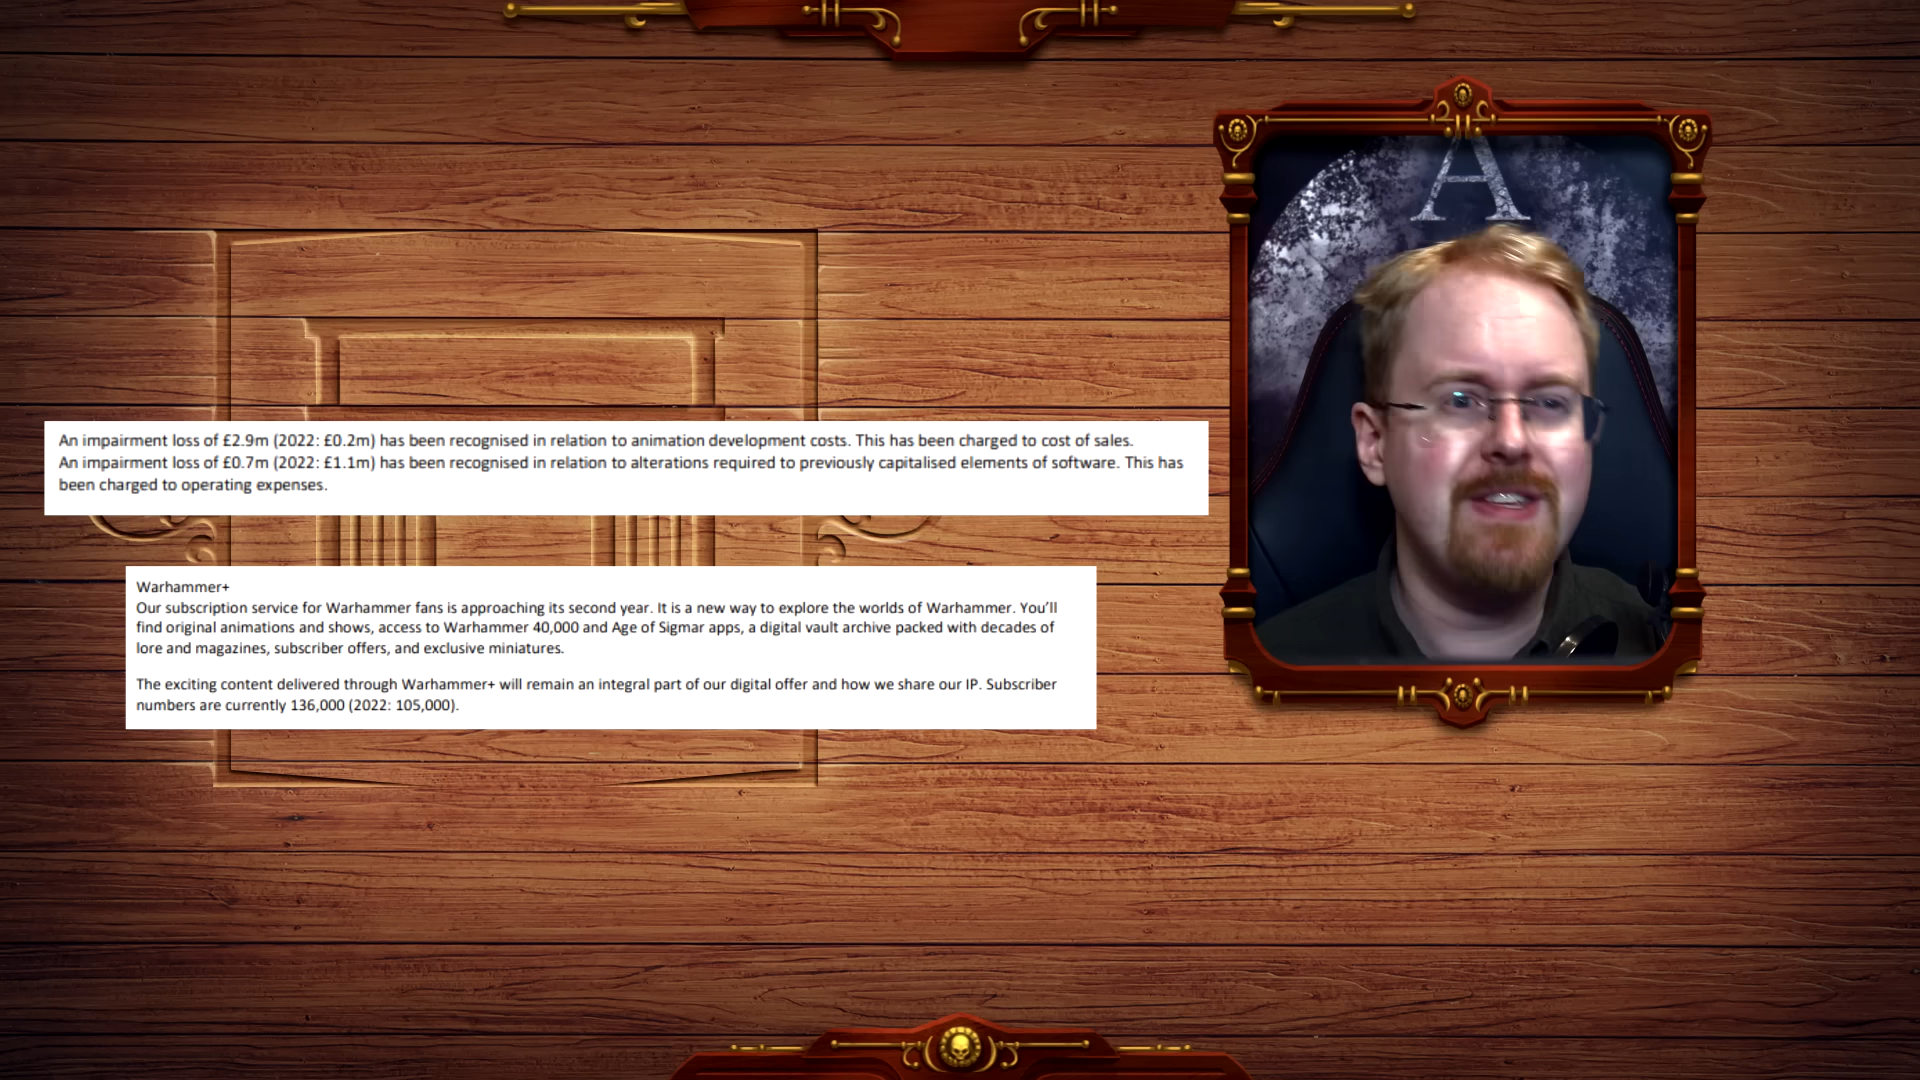 A
An impairment loss of £2.9m (2022: £0.2m) has been recognised in relation to animation development costs. This has been charged to cost of sales.
An impairment loss of £0.7m (2022: £1.1m) has been recognised in relation to alterations required to previously capitalised elements of software. This has
been charged to operating expenses.
Warhammer+
Our subscription service for Warhammer fans is approaching its second year. It is a new way to explore the worlds of Warhammer. You’ll
find original animations and shows, access to Warhammer 40,000 and Age of Sigmar apps, a digital vault archive packed with decades of
lore and magazines, subscriber offers, and exclusive miniatures.
The exciting content delivered through Warhammer+ will remain an integral part of our digital offer and how we share our IP. Subscriber
numbers are currently 136,000 (2022: 105,000).